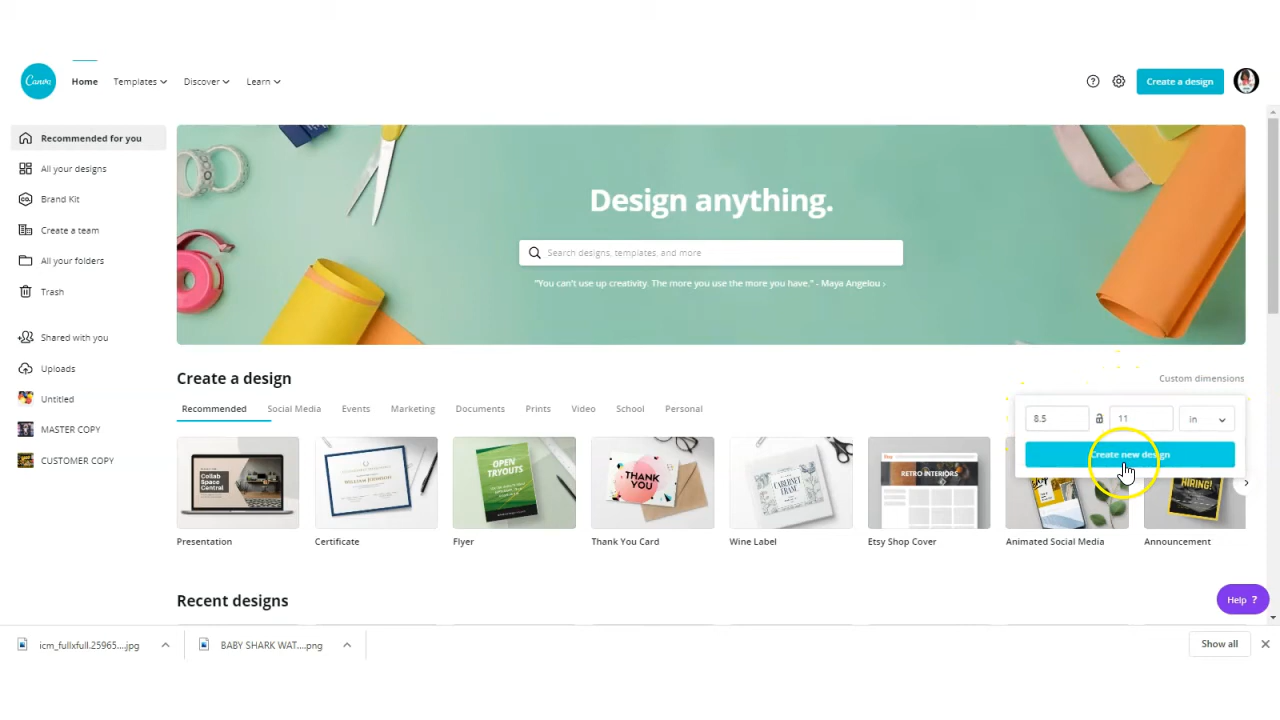 Canva
Home
Templates
Discover
Learn
Create a design
Recommended for you
All your designs
Brand Kit
Create a team
All your folders
Trash
Shared with you
Uploads
Untitled
MASTER COPY
CUSTOMER COPY
Design anything.
Search designs, templates, and more
"You can't use up creativity. The more you use the more you have." - Maya Angelou ›
Create a design
Custom dimensions
8.5
11
in
Create new design
Recommended
Social Media
Events
Marketing
Documents
Prints
Video
School
Personal
Collab
Space
Central
OPEN
TRYOUTS
THANK
YOU
CABERNET
FRANC
RETRO INTERIORS
HIRING!
Presentation
Certificate
Flyer
Thank You Card
Wine Label
Etsy Shop Cover
Animated Social Media
Announcement
Recent designs
Help ?
icm_fullxfull.25965....jpg
BABY SHARK WAT....png
Show all